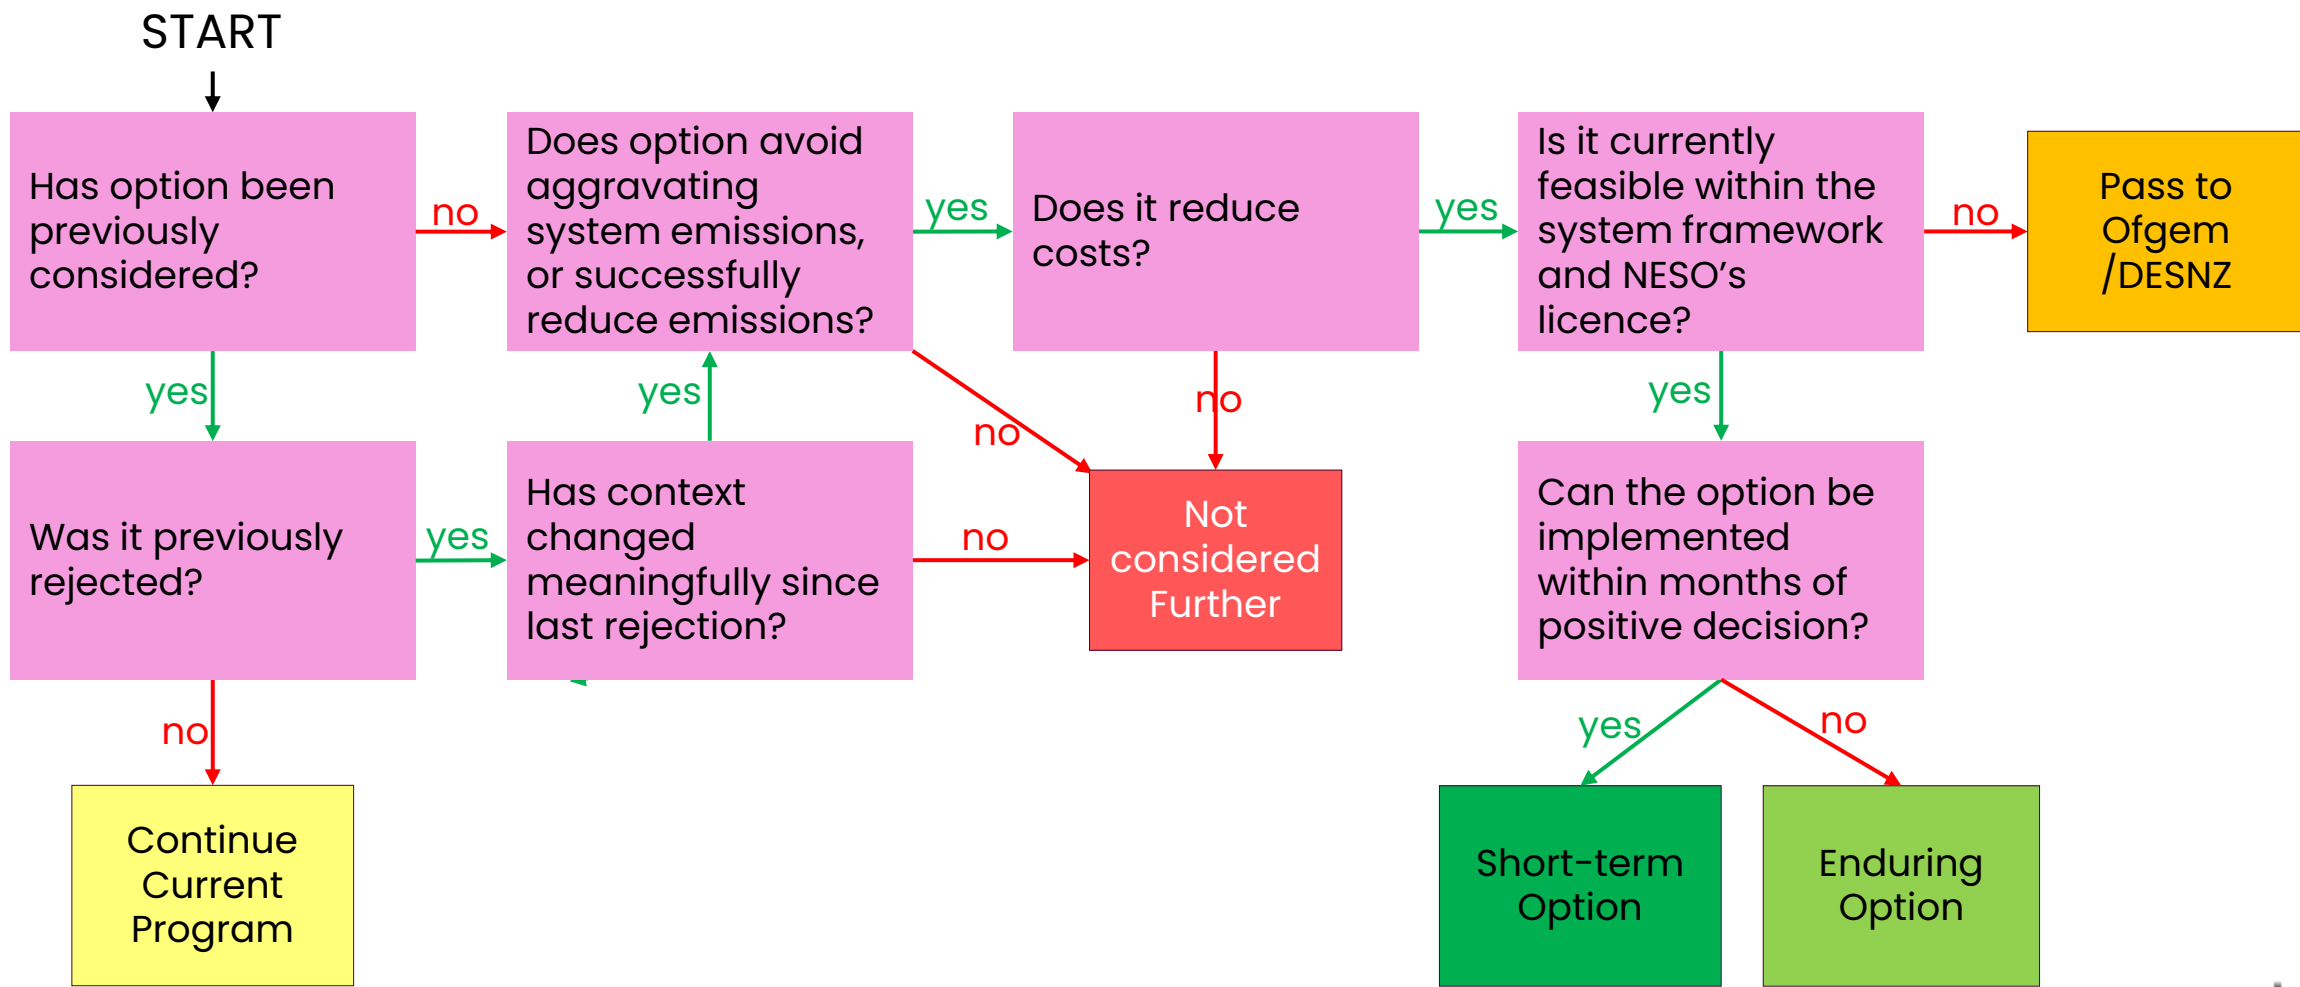 START
Has option been
previously
considered?
no
Does option avoid
aggravating
system emissions,
or successfully
reduce emissions?
yes
Does it reduce
costs?
yes
Is it currently
feasible within the
system framework
and NESO’s
licence?
no
Pass to
Ofgem
/DESNZ
yes
yes
no
no
yes
Was it previously
rejected?
yes
Has context
changed
meaningfully since
last rejection?
no
Not
considered
Further
Can the option be
implemented
within months of
positive decision?
no
yes
no
Continue
Current
Program
Short-term
Option
Enduring
Option